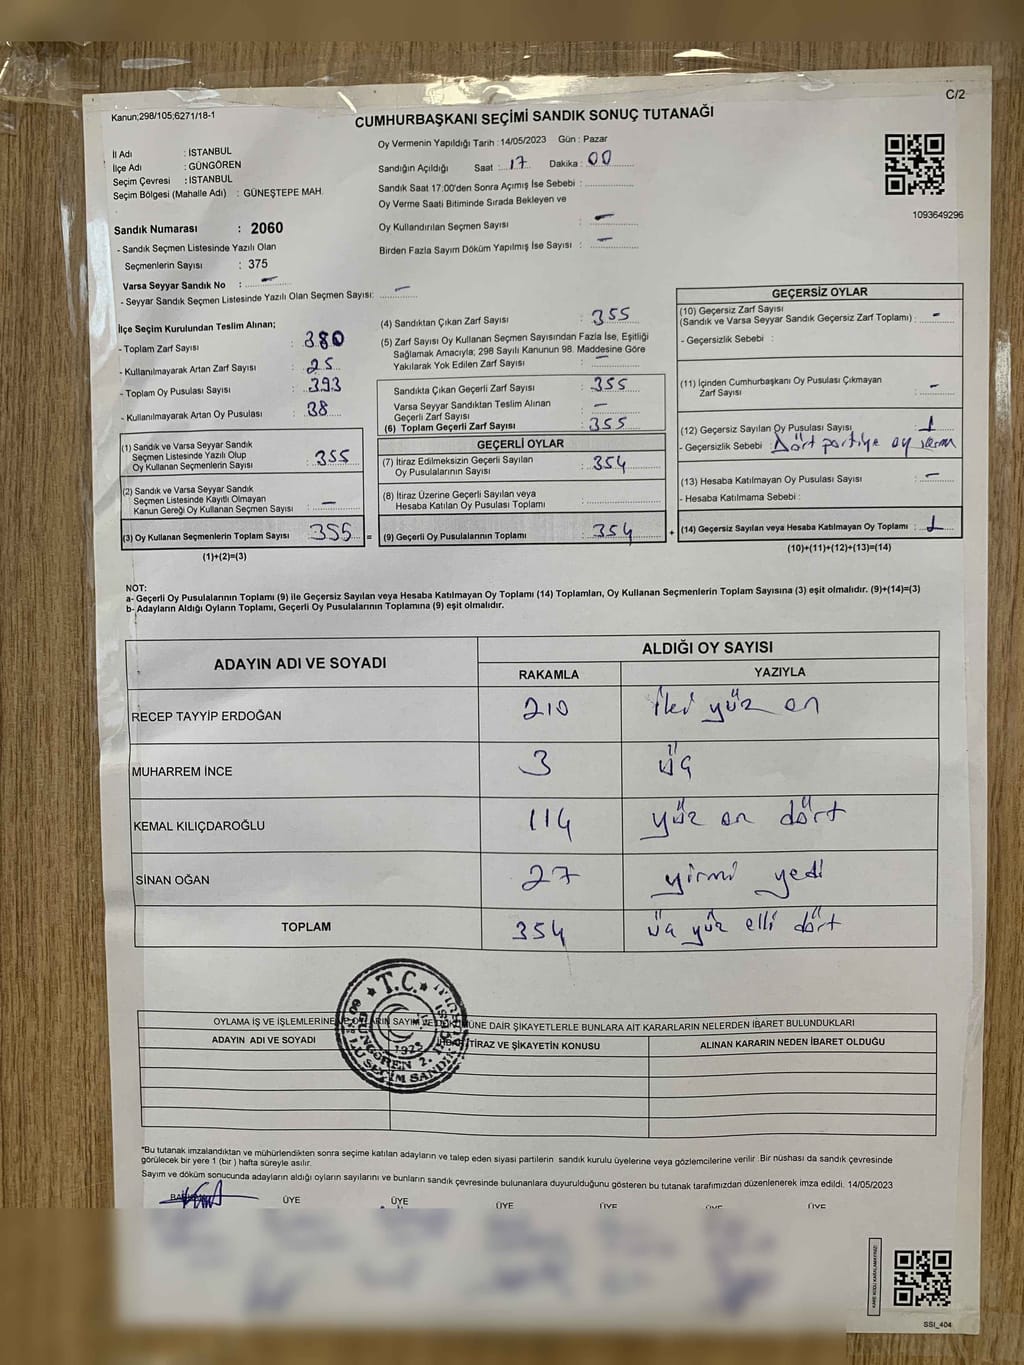 C/2
Kanun;298/105;6271/18-1
CUMHURBAŞKANI SEÇİMİ SANDIK SONUÇ TUTANAĞI
Oy Vermenin Yapıldığı Tarih : 14/05/2023 Gün : Pazar
İl Adı : İSTANBUL
İlçe Adı : GÜNGÖREN
Seçim Çevresi : İSTANBUL
Seçim Bölgesi (Mahalle Adı) : GÜNEŞTEPE MAH.
Sandığın Açıldığı Saat : 17 Dakika : 00
Sandık Saat 17:00'den Sonra Açımış İse Sebebi :
Oy Verme Saati Bitiminde Sırada Bekleyen ve
Oy Kullandırılan Seçmen Sayısı : -
Birden Fazla Sayım Döküm Yapılmış İse Sayısı : -
1093649296
Sandık Numarası : 2060
- Sandık Seçmen Listesinde Yazılı Olan
Seçmenlerin Sayısı : 375
Varsa Seyyar Sandık No : -
- Seyyar Sandık Seçmen Listesinde Yazılı Olan Seçmen Sayısı: -
İlçe Seçim Kurulundan Teslim Alınan;
- Toplam Zarf Sayısı : 380
- Kullanılmayarak Artan Zarf Sayısı : 25
- Toplam Oy Pusulası Sayısı : 393
- Kullanılmayarak Artan Oy Pusulası : 38
(1) Sandık ve Varsa Seyyar Sandık
Seçmen Listesinde Yazılı Olup
Oy Kullanan Seçmenlerin Sayısı : 355
(2) Sandık ve Varsa Seyyar Sandık
Seçmen Listesinde Kayıtlı Olmayan
Kanun Gereği Oy Kullanan Seçmen Sayısı : -
(3) Oy Kullanan Seçmenlerin Toplam Sayısı : 355 =
(1)+(2)=(3)
(4) Sandıktan Çıkan Zarf Sayısı : 355
(5) Zarf Sayısı Oy Kullanan Seçmen Sayısından Fazla İse, Eşitliği
Sağlamak Amacıyla; 298 Sayılı Kanunun 98. Maddesine Göre
Yakılarak Yok Edilen Zarf Sayısı : -
Sandıkta Çıkan Geçerli Zarf Sayısı : 355
Varsa Seyyar Sandıktan Teslim Alınan
Geçerli Zarf Sayısı : -
(6) Toplam Geçerli Zarf Sayısı : 355
GEÇERLİ OYLAR
(7) İtiraz Edilmeksizin Geçerli Sayılan
Oy Pusulalarının Sayısı : 354
(8) İtiraz Üzerine Geçerli Sayılan veya
Hesaba Katılan Oy Pusulası Toplamı :
(9) Geçerli Oy Pusulalarının Toplamı : 354 +
GEÇERSİZ OYLAR
(10) Geçersiz Zarf Sayısı
(Sandık ve Varsa Seyyar Sandık Geçersiz Zarf Toplamı) : -
- Geçersizlik Sebebi :
(11) İçinden Cumhurbaşkanı Oy Pusulası Çıkmayan
Zarf Sayısı : -
(12) Geçersiz Sayılan Oy Pusulası Sayısı : 1
- Geçersizlik Sebebi : Dört partiye oy
(13) Hesaba Katılmayan Oy Pusulası Sayısı : -
- Hesaba Katılmama Sebebi :
(14) Geçersiz Sayılan veya Hesaba Katılmayan Oy Toplamı : 1
(10)+(11)+(12)+(13)=(14)
NOT:
a- Geçerli Oy Pusulalarının Toplamı (9) ile Geçersiz Sayılan veya Hesaba Katılmayan Oy Toplamı (14) Toplamları, Oy Kullanan Seçmenlerin Toplam Sayısına (3) eşit olmalıdır. (9)+(14)=(3)
b- Adayların Aldığı Oyların Toplamı, Geçerli Oy Pusulalarının Toplamına (9) eşit olmalıdır.
ADAYIN ADI VE SOYADI
ALDIĞI OY SAYISI
RAKAMLA YAZIYLA
RECEP TAYYİP ERDOĞAN 210 iki yüz on
MUHARREM İNCE 3 üç
KEMAL KILIÇDAROĞLU 114 yüz on dört
SİNAN OĞAN 27 yirmi yedi
TOPLAM 354 üç yüz elli dört
T.C.
GÜNGÖREN 2. İLÇE
1923
OYLAMA İŞ VE İŞLEMLERİNE VE OYLARIN SAYIM VE DÖKÜMÜNE DAİR ŞİKAYETLERLE BUNLARA AİT KARARLARIN NELERDEN İBARET BULUNDUKLARI
ADAYIN ADI VE SOYADI İTİRAZ VE ŞİKAYETİN KONUSU ALINAN KARARIN NEDEN İBARET OLDUĞU
*Bu tutanak imzalandıktan ve mühürlendikten sonra seçime katılan adayların ve talep eden siyasi partilerin sandık kurulu üyelerine veya gözlemcilerine verilir. Bir nüshası da sandık çevresinde
görülecek bir yere 1 (bir ) hafta süreyle asılır.
Sayım ve döküm sonucunda adayların aldığı oyların sayılarını ve bunların sandık çevresinde bulunanlara duyurulduğunu gösteren bu tutanak tarafımızdan düzenlenerek imza edildi. 14/05/2023
BAŞKAN ÜYE ÜYE ÜYE ÜYE ÜYE ÜYE
KARE KODU KARALAMAYINIZ!
SSI_404